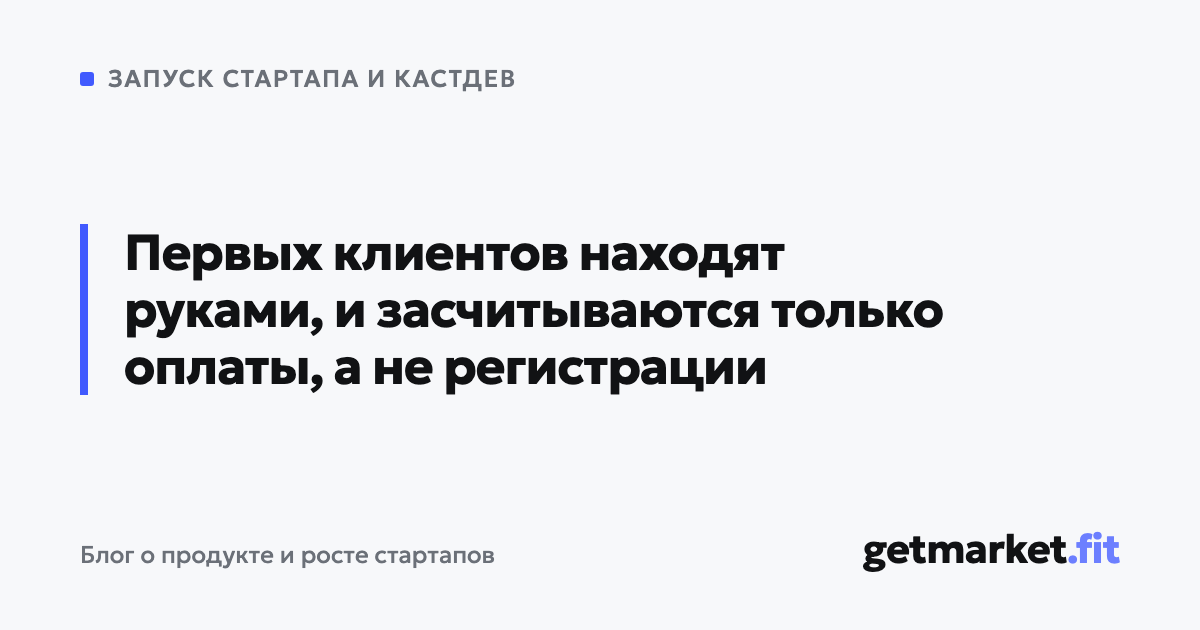 ЗАПУСК СТАРТАПА И КАСТДЕВ
Первых клиентов находят
руками, и засчитываются только
оплаты, а не регистрации
Блог о продукте и росте стартапов
getmarket.fit